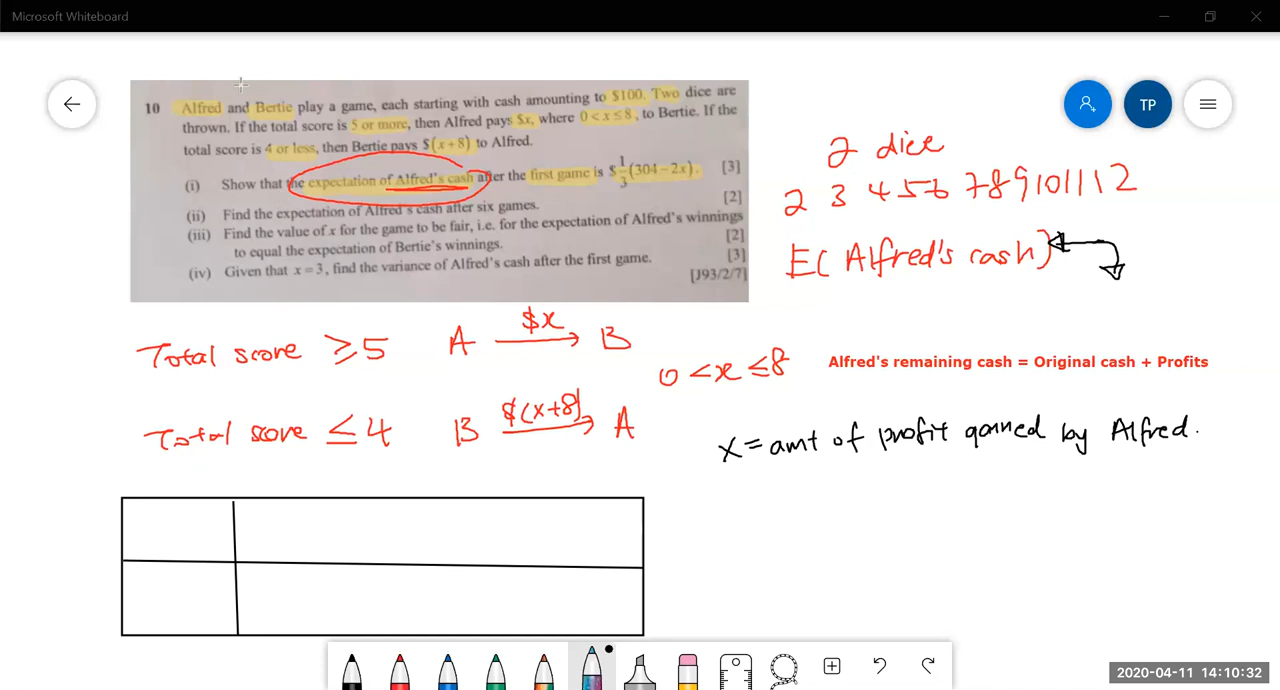 Microsoft Whiteboard
10 Alfred and Bertie play a game, each starting with cash amounting to $100. Two dice are
thrown. If the total score is 5 or more, then Alfred pays $x, where 0 < x ≤ 8, to Bertie. If the
total score is 4 or less, then Bertie pays $(x+8) to Alfred.
(i) Show that the expectation of Alfred's cash after the first game is $1/3(304 − 2x). [3]
(ii) Find the expectation of Alfred's cash after six games. [2]
(iii) Find the value of x for the game to be fair, i.e. for the expectation of Alfred's winnings
to equal the expectation of Bertie's winnings. [2]
(iv) Given that x = 3, find the variance of Alfred's cash after the first game. [3]
[J93/2/7]
TP
2 dice
2 3 4 5 6 7 8 9 10 11 12
E( Alfred's cash)
Total score ≥5 A $x B
0 < x ≤ 8
Alfred's remaining cash = Original cash + Profits
Total score ≤4 B $(x+8) A
X = amt of profit gained by Alfred.
2020-04-11 14:10:32